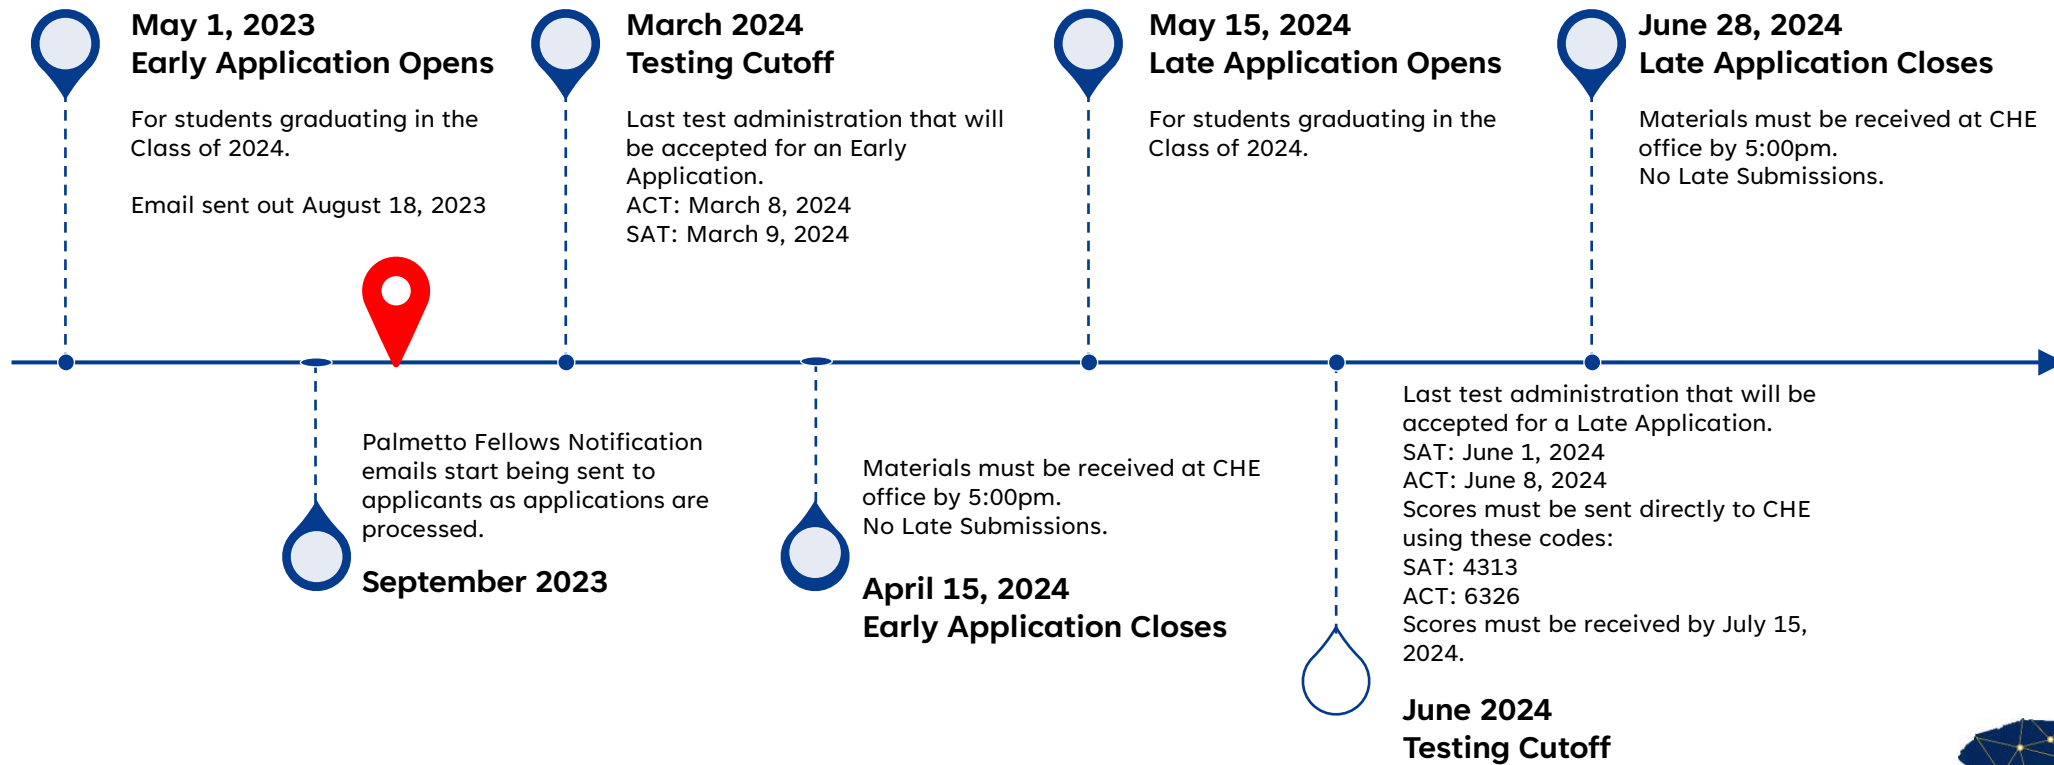 May 1, 2023
Early Application Opens
For students graduating in the
Class of 2024.
Email sent out August 18, 2023
March 2024
Testing Cutoff
Last test administration that will
be accepted for an Early
Application.
ACT: March 8, 2024
SAT: March 9, 2024
May 15, 2024
Late Application Opens
For students graduating in the
Class of 2024.
June 28, 2024
Late Application Closes
Materials must be received at CHE
office by 5:00pm.
No Late Submissions.
Palmetto Fellows Notification
emails start being sent to
applicants as applications are
processed.
September 2023
Materials must be received at CHE
office by 5:00pm.
No Late Submissions.
April 15, 2024
Early Application Closes
Last test administration that will be
accepted for a Late Application.
SAT: June 1, 2024
ACT: June 8, 2024
Scores must be sent directly to CHE
using these codes:
SAT: 4313
ACT: 6326
Scores must be received by July 15,
2024.
June 2024
Testing Cutoff